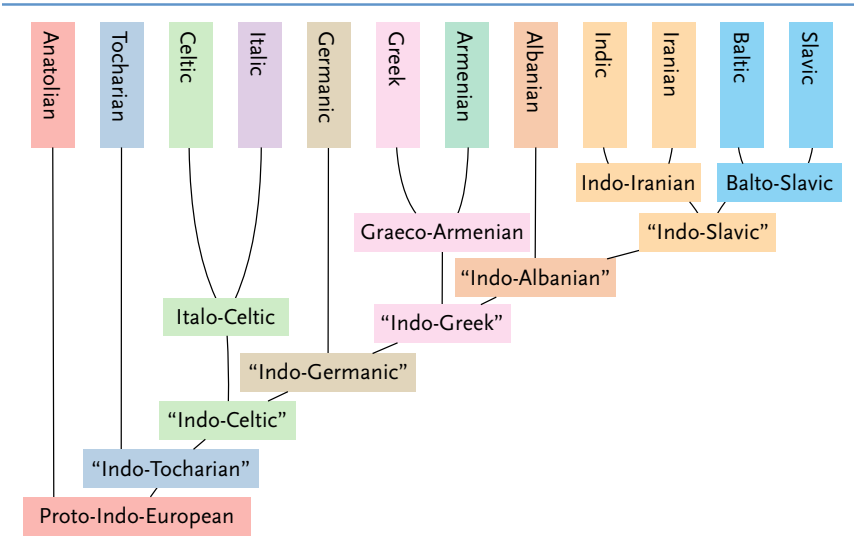 Anatolian
Tocharian
Celtic
Italic
Germanic
Greek
Armenian
Albanian
Indic
Iranian
Baltic
Slavic
Indo-Iranian
Balto-Slavic
Graeco-Armenian
“Indo-Slavic”
“Indo-Albanian”
Italo-Celtic
“Indo-Greek”
“Indo-Germanic”
“Indo-Celtic”
“Indo-Tocharian”
Proto-Indo-European